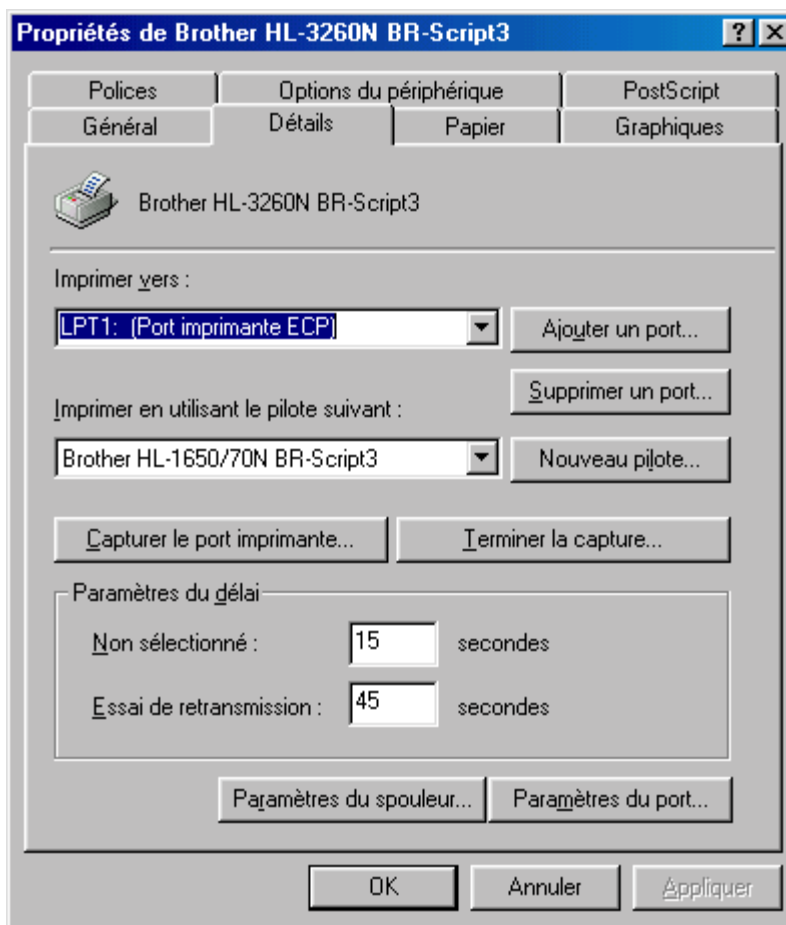 Propriétés de Brother HL-3260N BR-Script3
Polices Options du périphérique PostScript
Général Détails Papier Graphiques
Brother HL-3260N BR-Script3
Imprimer vers :
LPT1: (Port imprimante ECP) Ajouter un port...
Supprimer un port...
Imprimer en utilisant le pilote suivant :
Brother HL-1650/70N BR-Script3 Nouveau pilote...
Capturer le port imprimante... Terminer la capture...
Paramètres du délai
Non sélectionné : 15 secondes
Essai de retransmission : 45 secondes
Paramètres du spouleur... Paramètres du port...
OK Annuler Appliquer